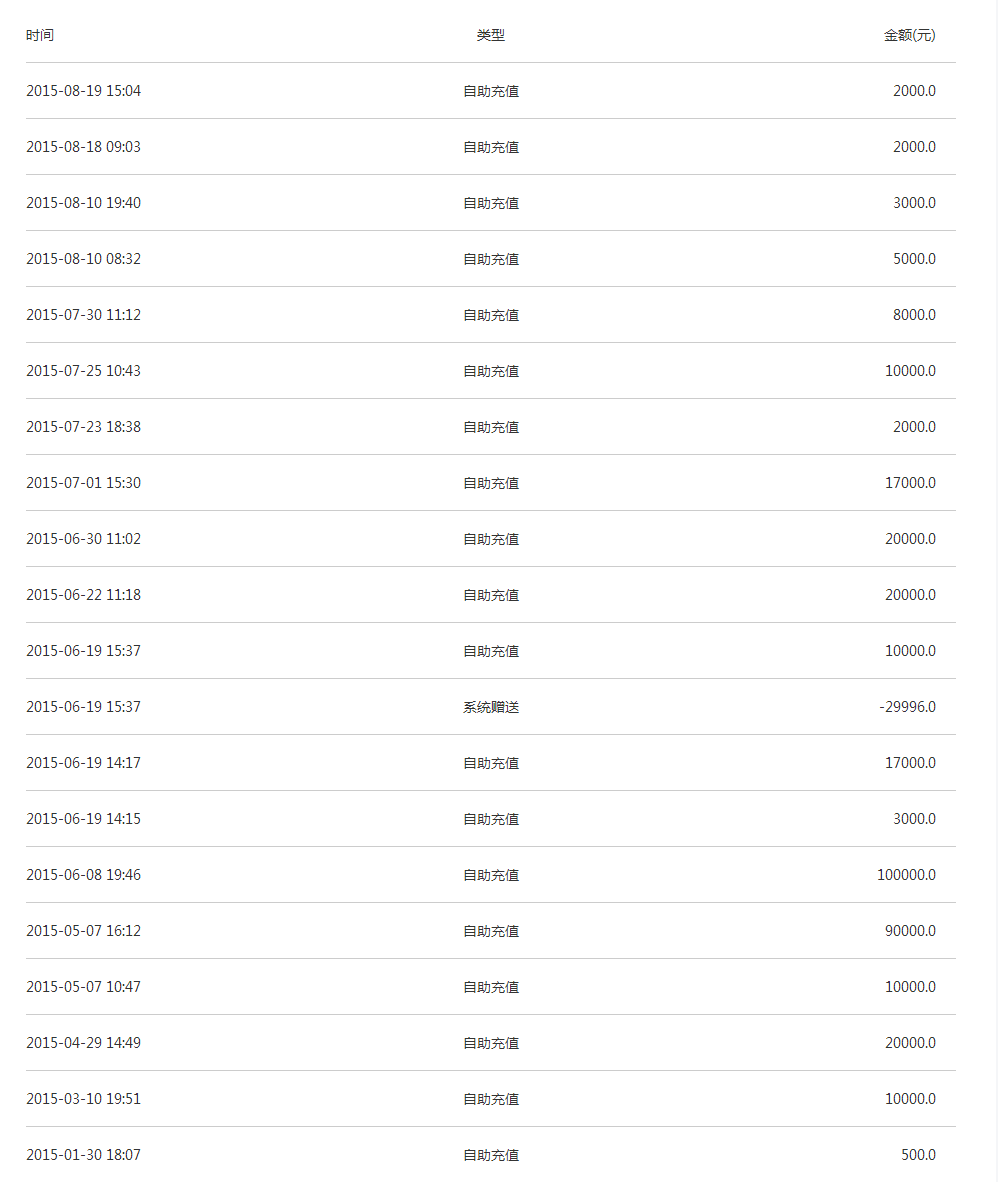 时间 类型 金额(元)
2015-08-19 15:04 自助充值 2000.0
2015-08-18 09:03 自助充值 2000.0
2015-08-10 19:40 自助充值 3000.0
2015-08-10 08:32 自助充值 5000.0
2015-07-30 11:12 自助充值 8000.0
2015-07-25 10:43 自助充值 10000.0
2015-07-23 18:38 自助充值 2000.0
2015-07-01 15:30 自助充值 17000.0
2015-06-30 11:02 自助充值 20000.0
2015-06-22 11:18 自助充值 20000.0
2015-06-19 15:37 自助充值 10000.0
2015-06-19 15:37 系统赠送 -29996.0
2015-06-19 14:17 自助充值 17000.0
2015-06-19 14:15 自助充值 3000.0
2015-06-08 19:46 自助充值 100000.0
2015-05-07 16:12 自助充值 90000.0
2015-05-07 10:47 自助充值 10000.0
2015-04-29 14:49 自助充值 20000.0
2015-03-10 19:51 自助充值 10000.0
2015-01-30 18:07 自助充值 500.0